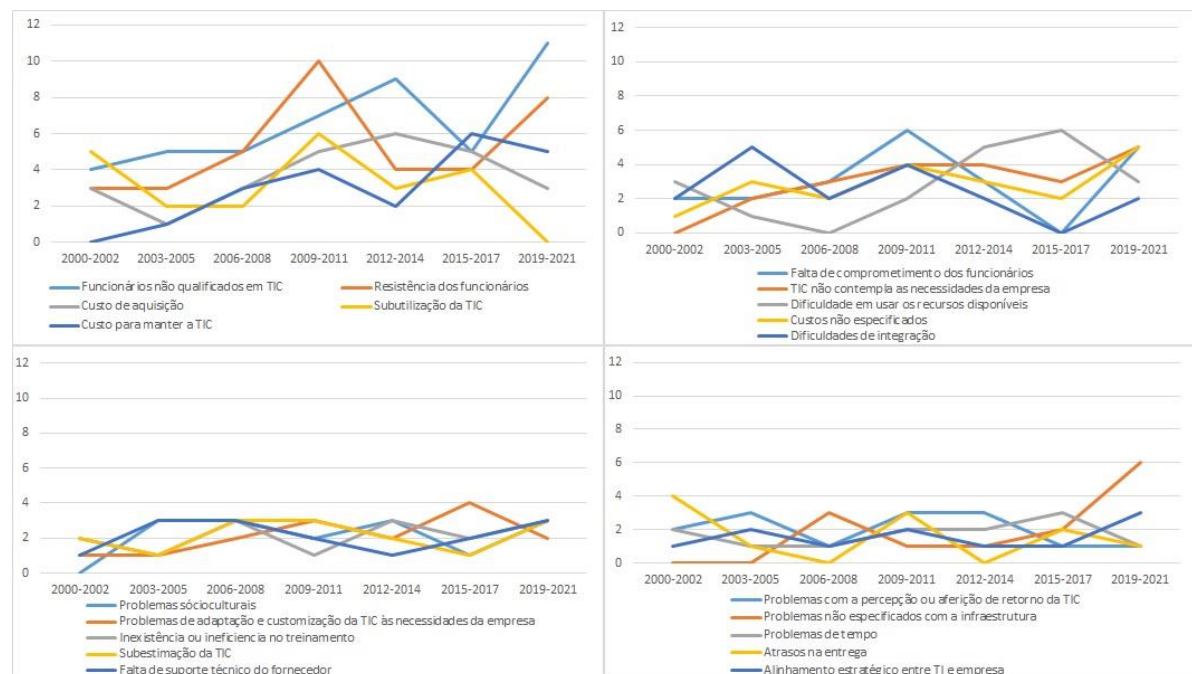 12
10
8
6
4
2
0
2000-2002 2003-2005 2006-2008 2009-2011 2012-2014 2015-2017 2019-2021
Funcionários não qualificados em TIC Resistência dos funcionários
Custo de aquisição Subutilização da TIC
Custo para manter a TIC
12
10
8
6
4
2
0
2000-2002 2003-2005 2006-2008 2009-2011 2012-2014 2015-2017 2019-2021
Falta de comprometimento dos funcionários
TIC não contempla as necessidades da empresa
Dificuldade em usar os recursos disponíveis
Custos não especificados
Dificuldades de integração
12
10
8
6
4
2
0
2000-2002 2003-2005 2006-2008 2009-2011 2012-2014 2015-2017 2019-2021
Problemas sócioculturais
Problemas de adaptação e customização da TIC às necessidades da empresa
Inexistência ou ineficiencia no treinamento
Subestimação da TIC
Falta de suporte técnico do fornecedor
12
10
8
6
4
2
0
2000-2002 2003-2005 2006-2008 2009-2011 2012-2014 2015-2017 2019-2021
Problemas com a percepção ou aferição de retorno da TIC
Problemas não especificados com a infraestrutura
Problemas de tempo
Atrasos na entrega
Alinhamento estratégico entre TI e empresa